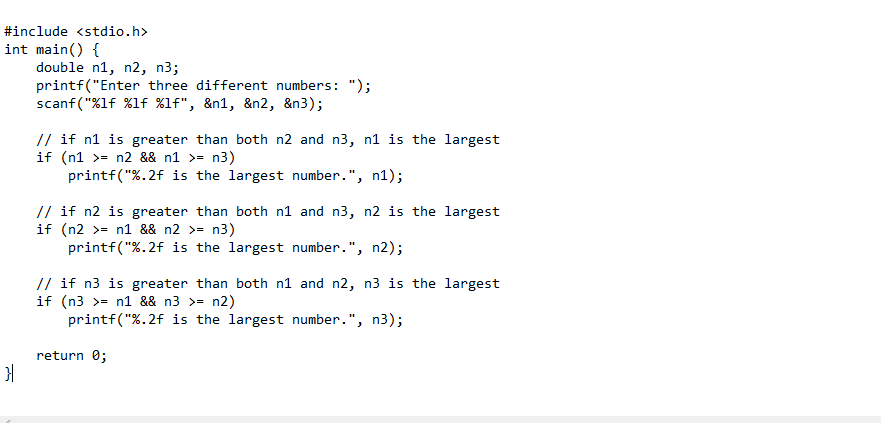 #include <stdio.h>
int main() {
    double n1, n2, n3;
    printf("Enter three different numbers: ");
    scanf("%lf %lf %lf", &n1, &n2, &n3);

    // if n1 is greater than both n2 and n3, n1 is the largest
    if (n1 >= n2 && n1 >= n3)
        printf("%.2f is the largest number.", n1);

    // if n2 is greater than both n1 and n3, n2 is the largest
    if (n2 >= n1 && n2 >= n3)
        printf("%.2f is the largest number.", n2);

    // if n3 is greater than both n1 and n2, n3 is the largest
    if (n3 >= n1 && n3 >= n2)
        printf("%.2f is the largest number.", n3);

    return 0;
}